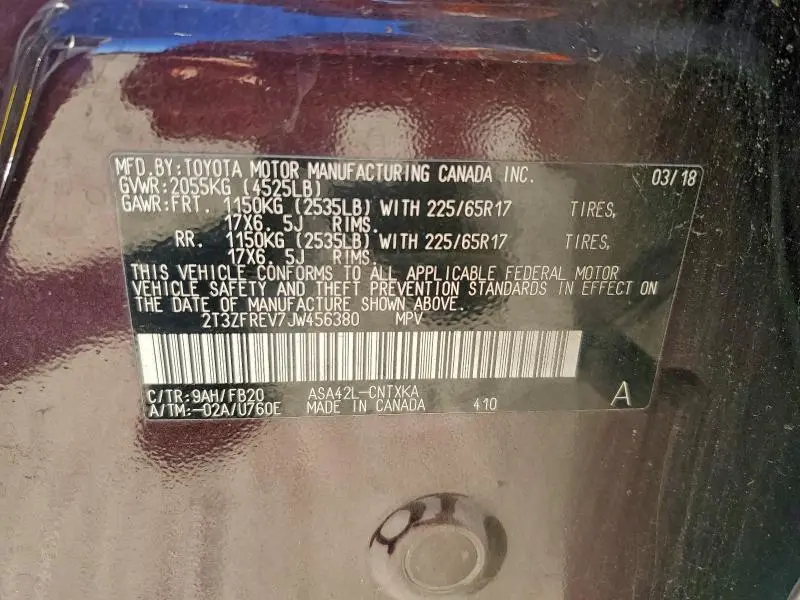 MFD.BY:TOYOTA MOTOR MANUFACTURING CANADA INC. 03/18
GVWR:2055KG (4525LB)
GAWR:FRT. 1150KG (2535LB) WITH 225/65R17 TIRES,
17X6. 5J RIMS.
RR. 1150KG (2535LB) WITH 225/65R17 TIRES,
17X6. 5J RIMS.
THIS VEHICLE CONFORMS TO ALL APPLICABLE FEDERAL MOTOR
VEHICLE SAFETY AND THEFT PREVENTION STANDARDS IN EFFECT ON
THE DATE OF MANUFACTURE SHOWN ABOVE.
2T3ZFREV7JW456380 MPV
C/TR:9AH/FB20 ASA42L-CNTXKA
A/TM:-02A/U760E MADE IN CANADA 410 A